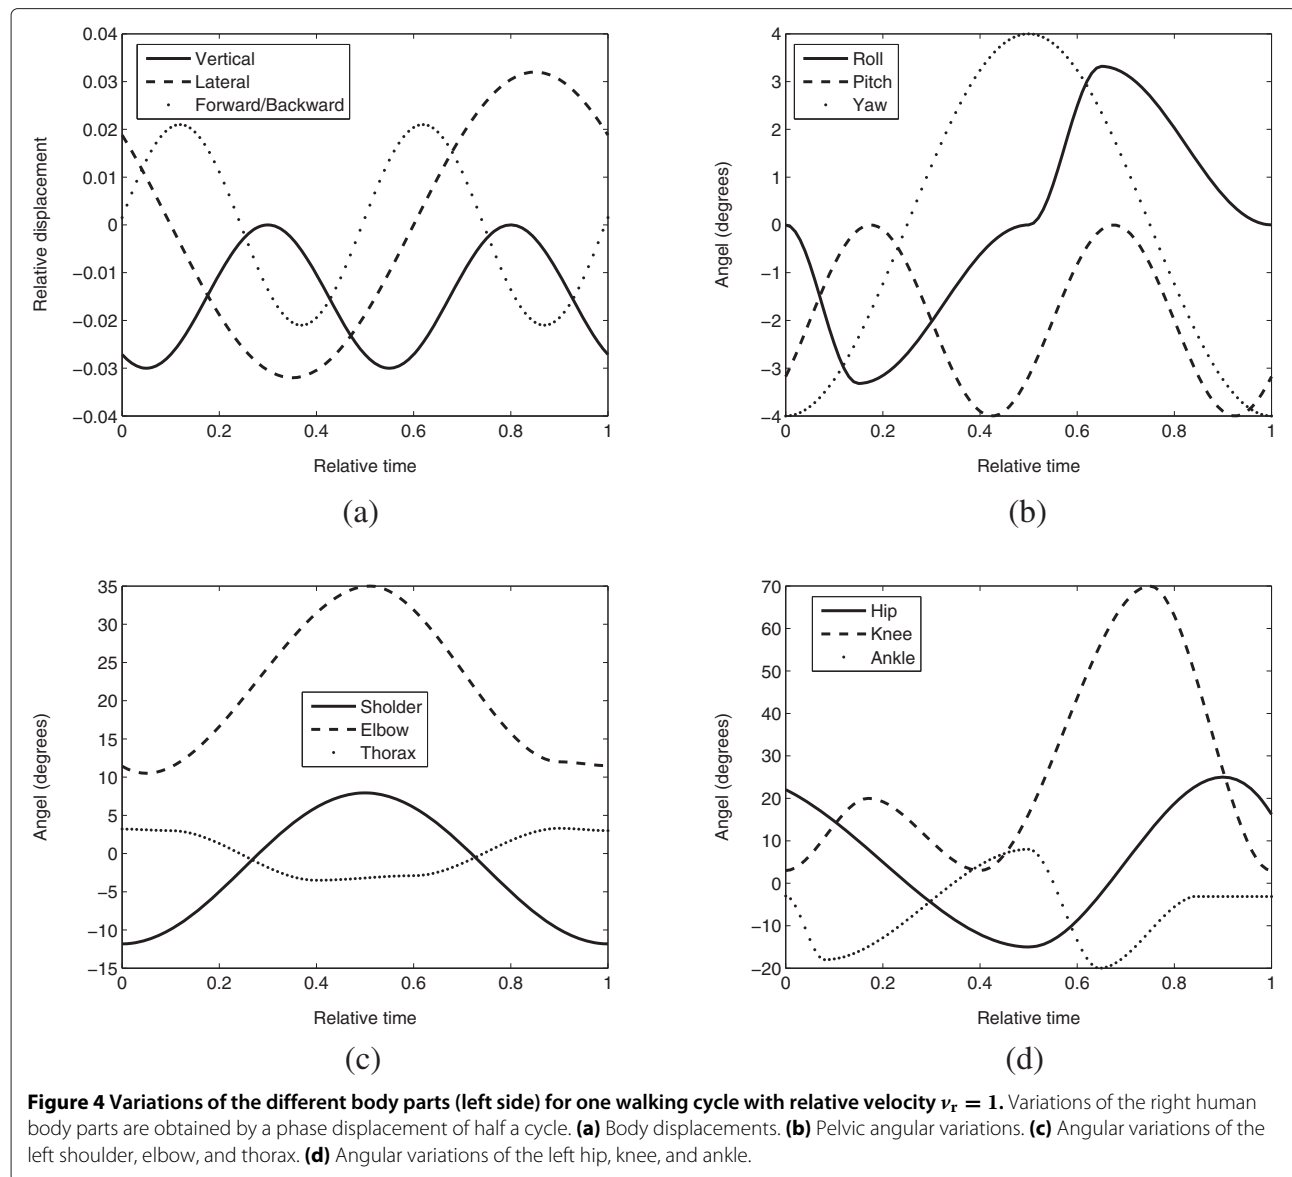 0.04
0.03
0.02
0.01
0
−0.01
−0.02
−0.03
−0.04
0 0.2 0.4 0.6 0.8 1
Relative displacement
Relative time
Vertical
Lateral
Forward/Backward
(a)
4
3
2
1
0
−1
−2
−3
−4
0 0.2 0.4 0.6 0.8 1
Angel (degrees)
Relative time
Roll
Pitch
Yaw
(b)
35
30
25
20
15
10
5
0
−5
−10
−15
0 0.2 0.4 0.6 0.8 1
Angel (degrees)
Relative time
Sholder
Elbow
Thorax
(c)
70
60
50
40
30
20
10
0
−10
−20
0 0.2 0.4 0.6 0.8 1
Angel (degrees)
Relative time
Hip
Knee
Ankle
(d)
Figure 4 Variations of the different body parts (left side) for one walking cycle with relative velocity νr = 1. Variations of the right human
body parts are obtained by a phase displacement of half a cycle. (a) Body displacements. (b) Pelvic angular variations. (c) Angular variations of the
left shoulder, elbow, and thorax. (d) Angular variations of the left hip, knee, and ankle.